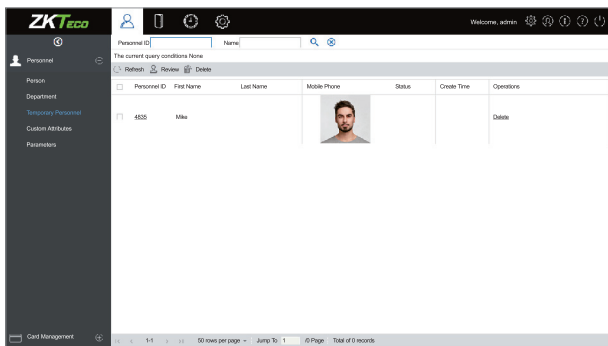 ZKTECO
Welcome, admin
Personnel ID Name
The current query conditions None
Refresh Review Delete
Personnel
Person
Department
Temporary Personnel
Custom Attributes
Parameters
Personnel ID First Name Last Name Mobile Phone Status Create Time Operations
4835 Mike Delete
Card Management
1-1 50 rows per page Jump To 1 /0 Page Total of 0 records